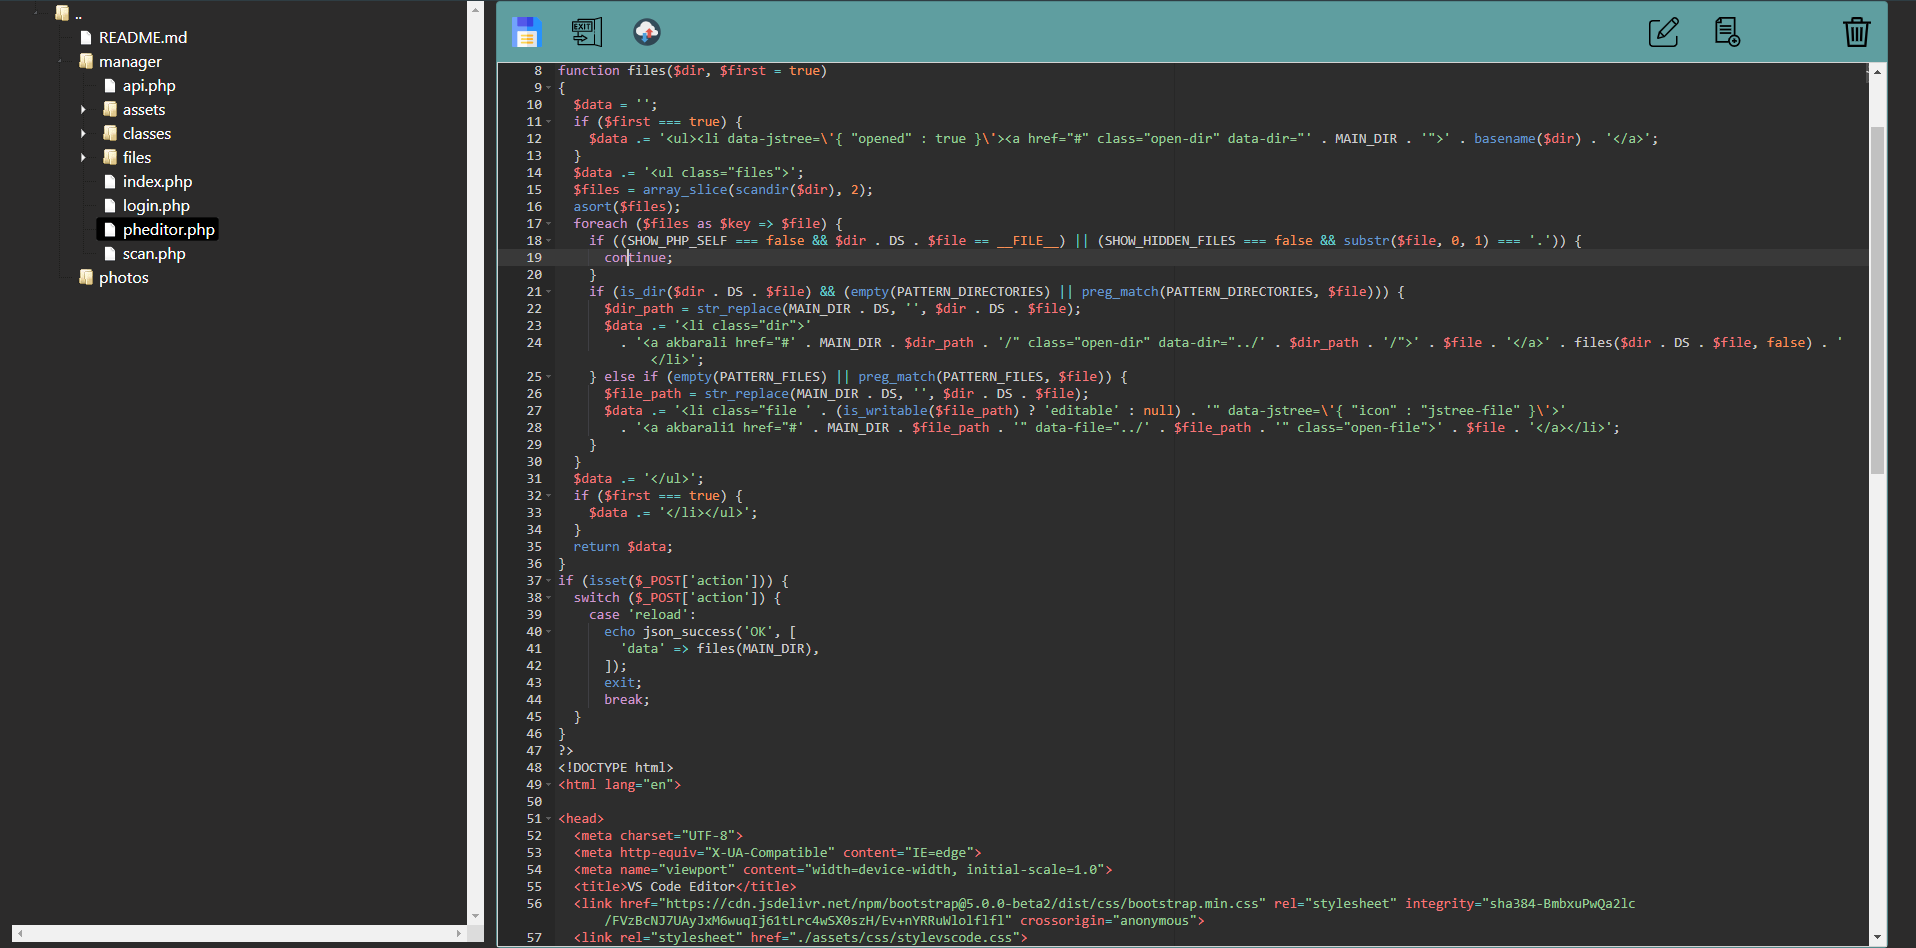 ..
README.md
manager
api.php
assets
classes
files
index.php
login.php
pheditor.php
scan.php
photos
EXIT
8 function files($dir, $first = true)
9 {
10 $data = '';
11 if ($first === true) {
12 $data .= '<ul><li data-jstree=\'{ "opened" : true }\'><a href="#" class="open-dir" data-dir="' . MAIN_DIR . '">' . basename($dir) . '</a>';
13 }
14 $data .= '<ul class="files">';
15 $files = array_slice(scandir($dir), 2);
16 asort($files);
17 foreach ($files as $key => $file) {
18 if ((SHOW_PHP_SELF === false && $dir . DS . $file == __FILE__) || (SHOW_HIDDEN_FILES === false && substr($file, 0, 1) === '.')) {
19 continue;
20 }
21 if (is_dir($dir . DS . $file) && (empty(PATTERN_DIRECTORIES) || preg_match(PATTERN_DIRECTORIES, $file))) {
22 $dir_path = str_replace(MAIN_DIR . DS, '', $dir . DS . $file);
23 $data .= '<li class="dir">'
24 . '<a akbarali href="#' . MAIN_DIR . $dir_path . '/" class="open-dir" data-dir="../' . $dir_path . '/">' . $file . '</a>' . files($dir . DS . $file, false) . '
</li>';
25 } else if (empty(PATTERN_FILES) || preg_match(PATTERN_FILES, $file)) {
26 $file_path = str_replace(MAIN_DIR . DS, '', $dir . DS . $file);
27 $data .= '<li class="file ' . (is_writable($file_path) ? 'editable' : null) . '" data-jstree=\'{ "icon" : "jstree-file" }\'>'
28 . '<a akbarali1 href="#' . MAIN_DIR . $file_path . '" data-file="../' . $file_path . '" class="open-file">' . $file . '</a></li>';
29 }
30 }
31 $data .= '</ul>';
32 if ($first === true) {
33 $data .= '</li></ul>';
34 }
35 return $data;
36 }
37 if (isset($_POST['action'])) {
38 switch ($_POST['action']) {
39 case 'reload':
40 echo json_success('OK', [
41 'data' => files(MAIN_DIR),
42 ]);
43 exit;
44 break;
45 }
46 }
47 ?>
48 <!DOCTYPE html>
49 <html lang="en">
50
51 <head>
52 <meta charset="UTF-8">
53 <meta http-equiv="X-UA-Compatible" content="IE=edge">
54 <meta name="viewport" content="width=device-width, initial-scale=1.0">
55 <title>VS Code Editor</title>
56 <link href="https://cdn.jsdelivr.net/npm/bootstrap@5.0.0-beta2/dist/css/bootstrap.min.css" rel="stylesheet" integrity="sha384-BmbxuPwQa2lc
/FVzBcNJ7UAyJxM6wuqIj61tLrc4wSX0szH/Ev+nYRRuWlolflfl" crossorigin="anonymous">
57 <link rel="stylesheet" href="./assets/css/stylevscode.css">